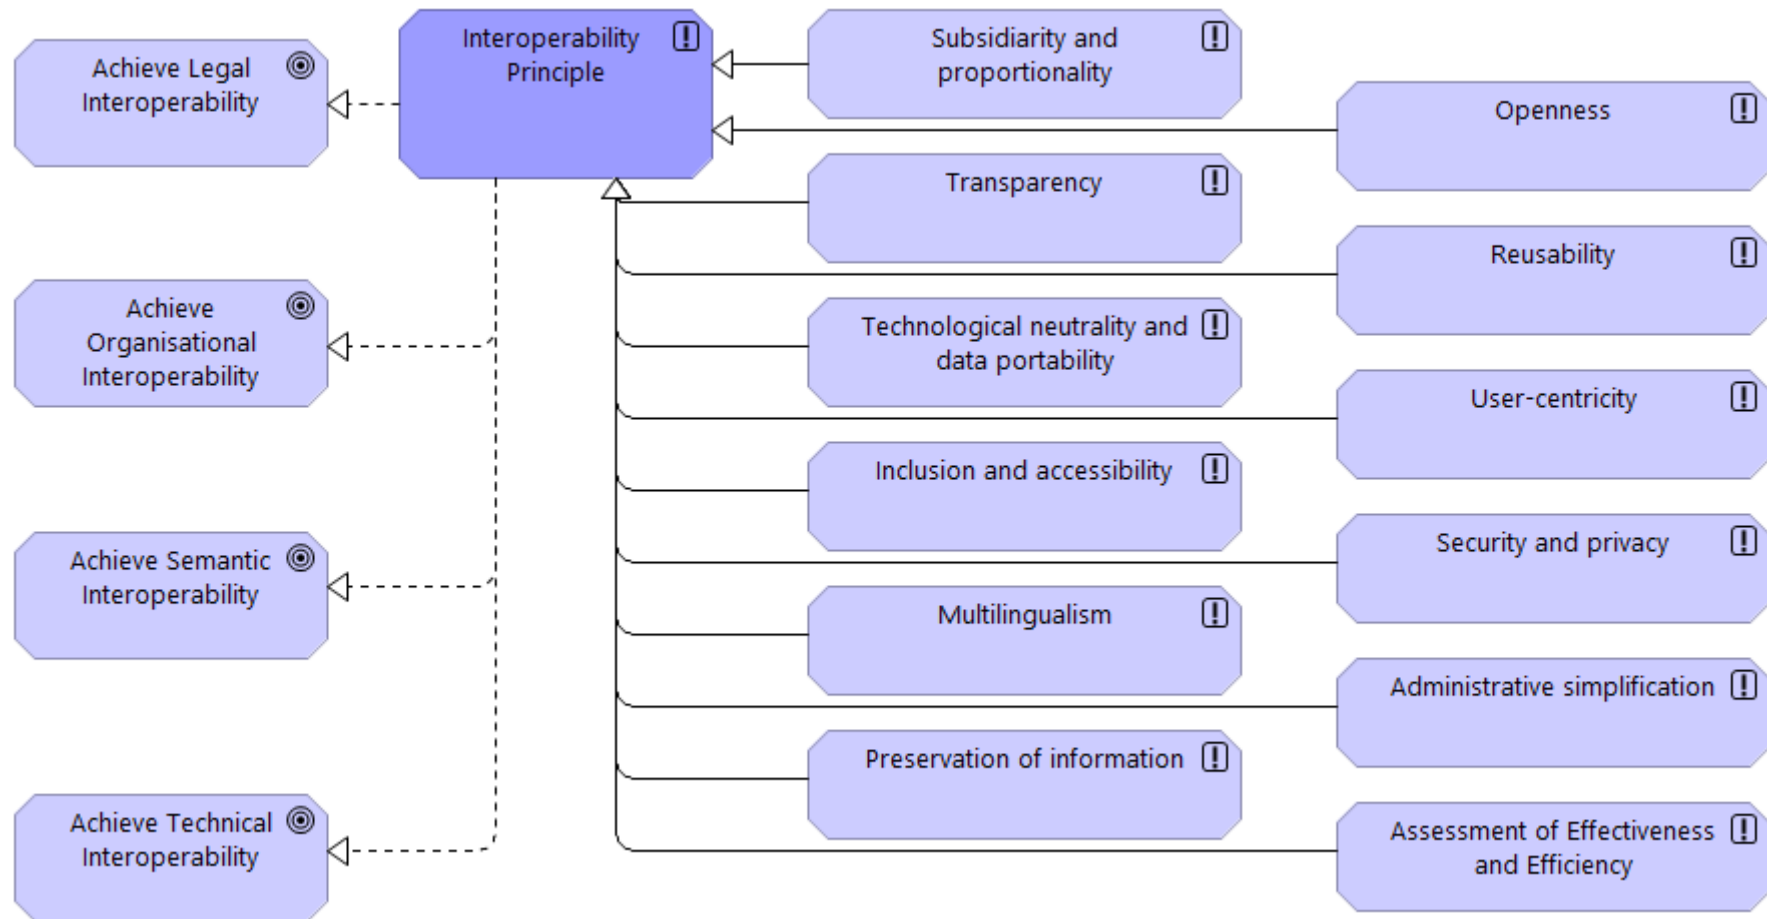 Achieve Legal
Interoperability
Interoperability
Principle
Subsidiarity and
proportionality
Openness
Transparency
Reusability
Achieve
Organisational
Interoperability
Technological neutrality and
data portability
User-centricity
Inclusion and accessibility
Achieve Semantic
Interoperability
Security and privacy
Multilingualism
Administrative simplification
Preservation of information
Achieve Technical
Interoperability
Assessment of Effectiveness
and Efficiency